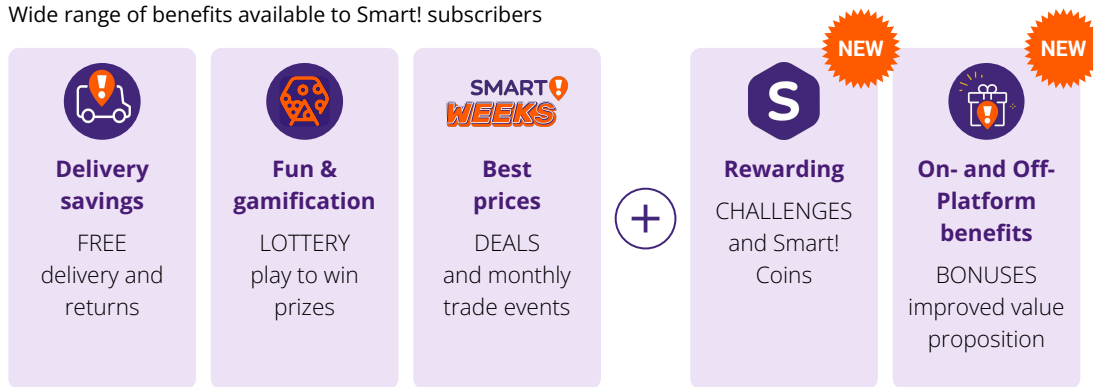 Wide range of benefits available to Smart! subscribers
Delivery
savings
FREE
delivery and
returns
Fun &
gamification
LOTTERY
play to win
prizes
SMART!
WEEKS
Best
prices
DEALS
and monthly
trade events
+
NEW
S
Rewarding
CHALLENGES
and Smart!
Coins
NEW
On- and Off-
Platform
benefits
BONUSES
improved value
proposition